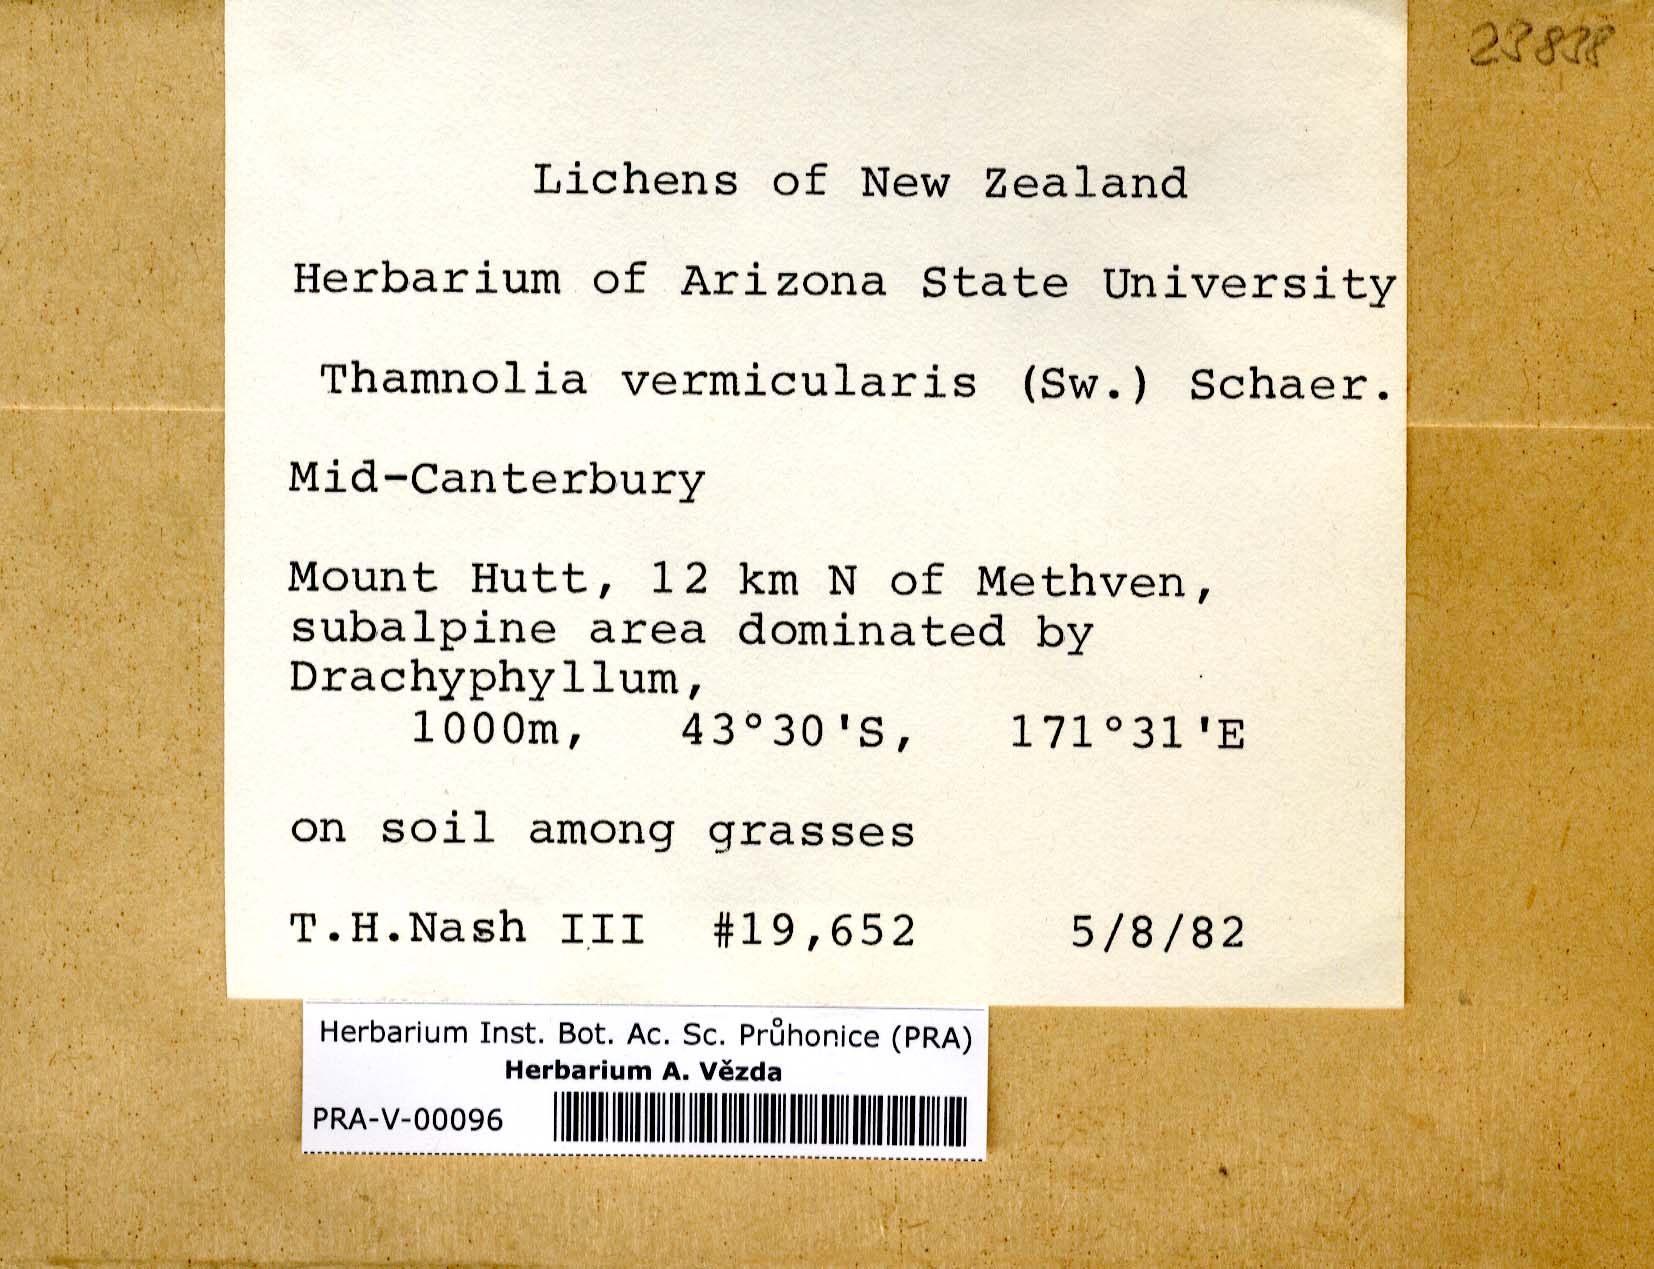 23838
Lichens of New Zealand
Herbarium of Arizona State University
Thamnolia vermicularis (Sw.) Schaer.
Mid-Canterbury
Mount Hutt, 12 km N of Methven,
subalpine area dominated by
Drachyphyllum,
1000m, 43°30'S, 171°31'E
on soil among grasses
T.H.Nash III #19,652 5/8/82
Herbarium Inst. Bot. Ac. Sc. Průhonice (PRA)
Herbarium A. Vězda
PRA-V-00096